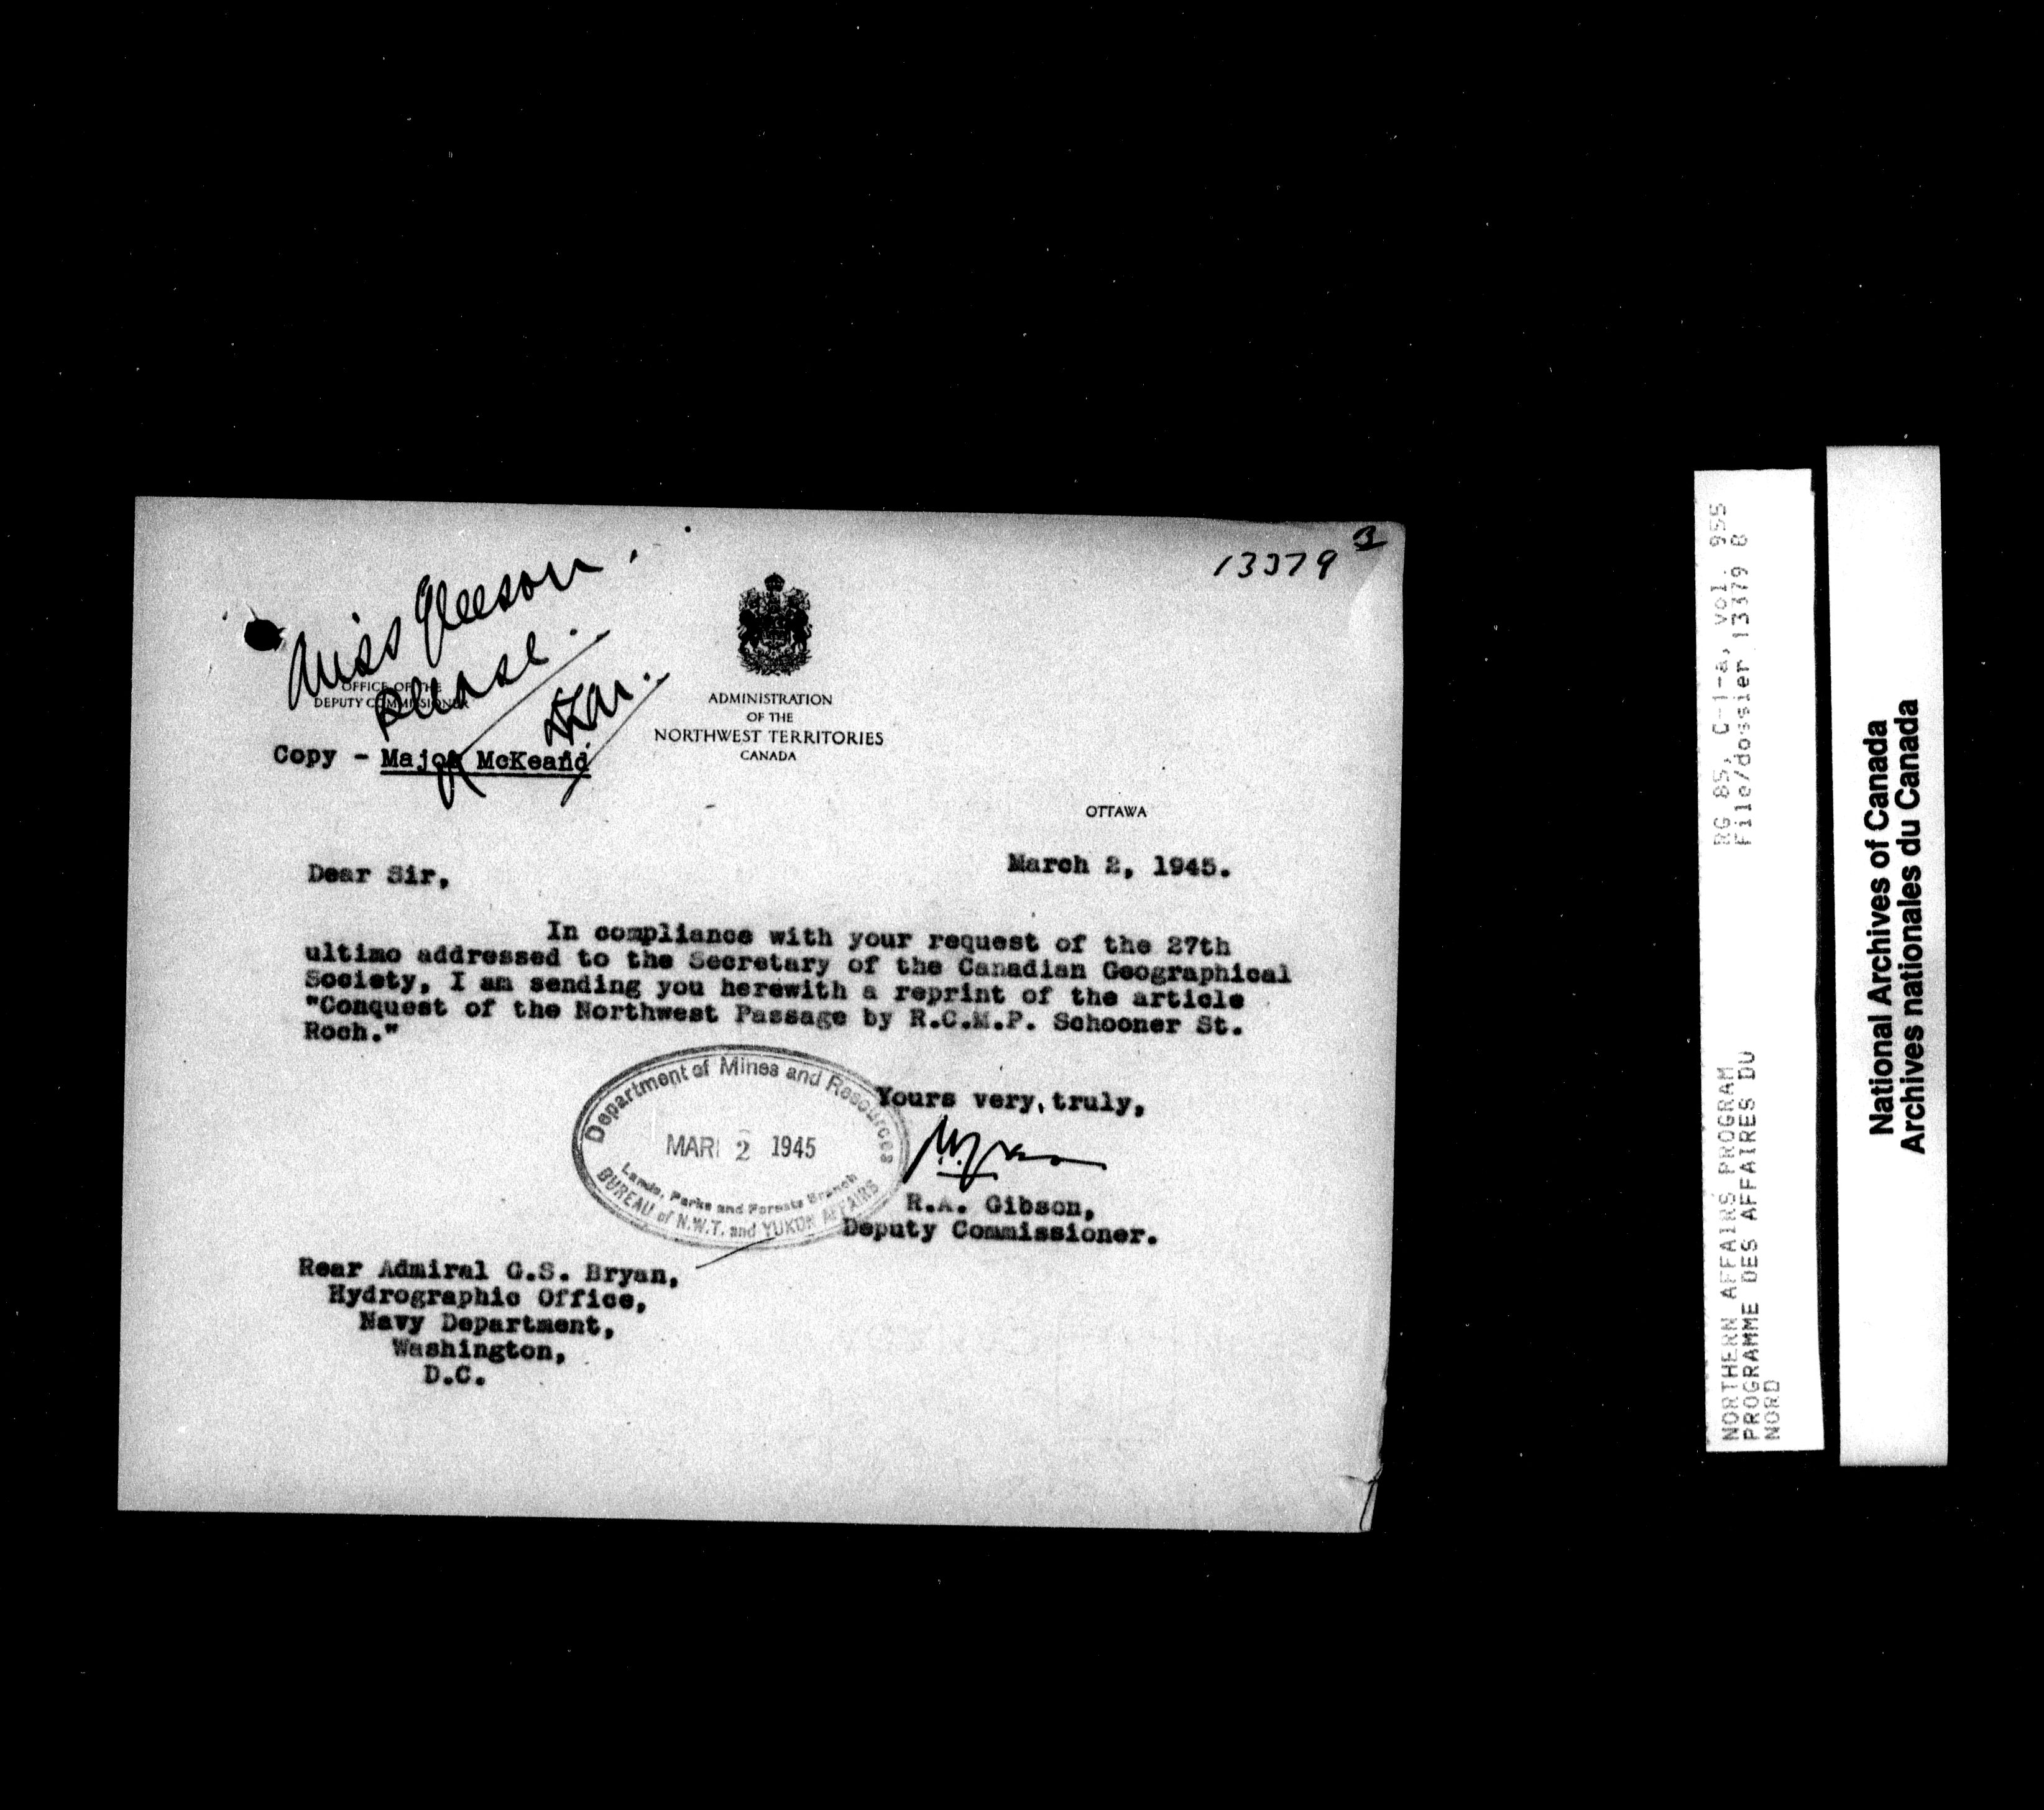 13379 B
Miss Gleeson.
please.
OFFICE OF THE
DEPUTY COMMISSIONER
ADMINISTRATION
OF THE
NORTHWEST TERRITORIES
CANADA
Copy - Major McKeand
OTTAWA
March 2, 1945.
Dear Sir,
In compliance with your request of the 27th
ultimo addressed to the Secretary of the Canadian Geographical
Society, I am sending you herewith a reprint of the article
"Conquest of the Northwest Passage by R.C.M.P. Schooner St.
Roch."
Yours very truly,
R.A. Gibson,
Deputy Commissioner.
Department of Mines and Resources
MAR 2 1945
Lands, Parks and Forests Branch
BUREAU of N.W.T. and YUKON AFFAIRS
Rear Admiral G.S. Bryan,
Hydrographic Office,
Navy Department,
Washington,
D.C.
RG 85, C-1-a, vol. 955
File/dossier 13379 B
NORTHERN AFFAIRS PROGRAM
PROGRAMME DES AFFAIRES DU
NORD
National Archives of Canada
Archives nationales du Canada